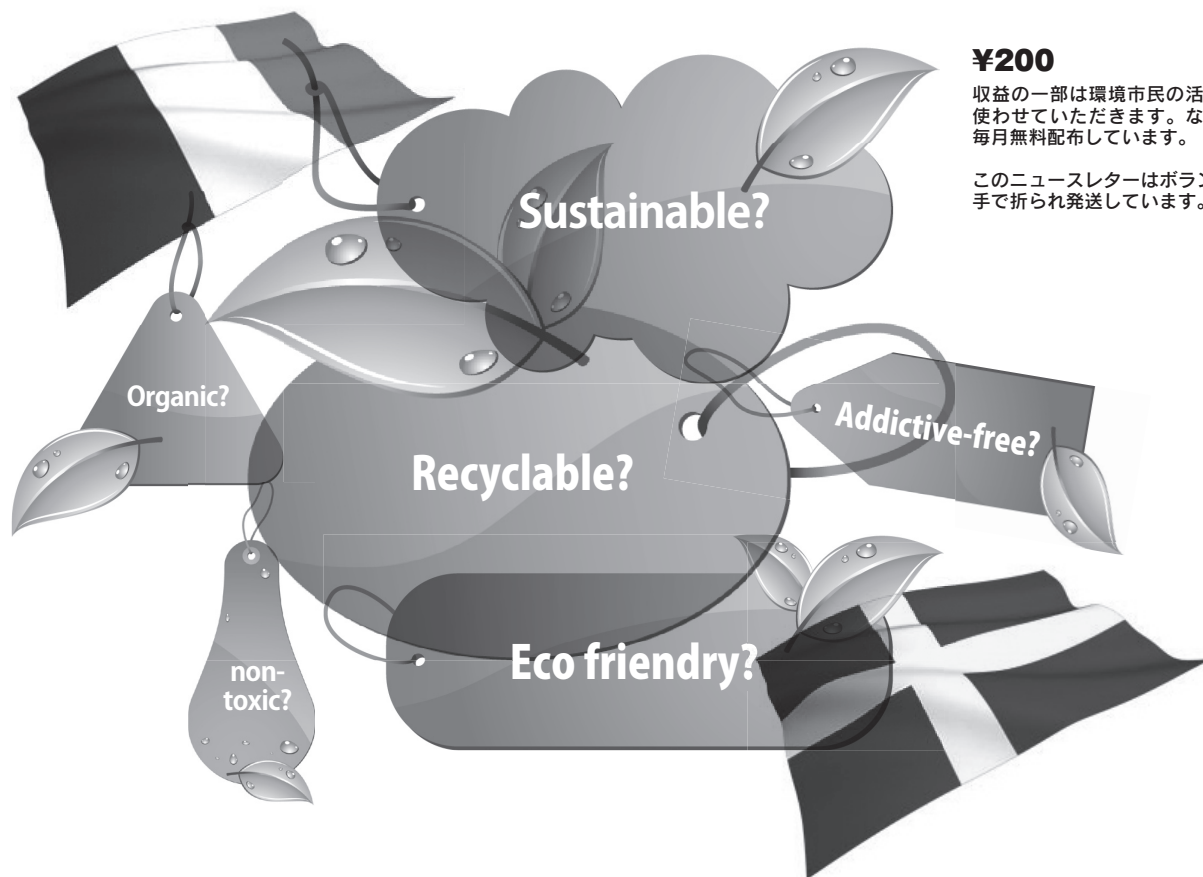 ¥200
収益の一部は環境市民の活
使わせていただきます。な
毎月無料配布しています。
このニュースレターはボラン
手で折られ発送しています。
Sustainable?
Organic?
Addictive-free?
Recyclable?
Eco friendry?
non-
toxic?